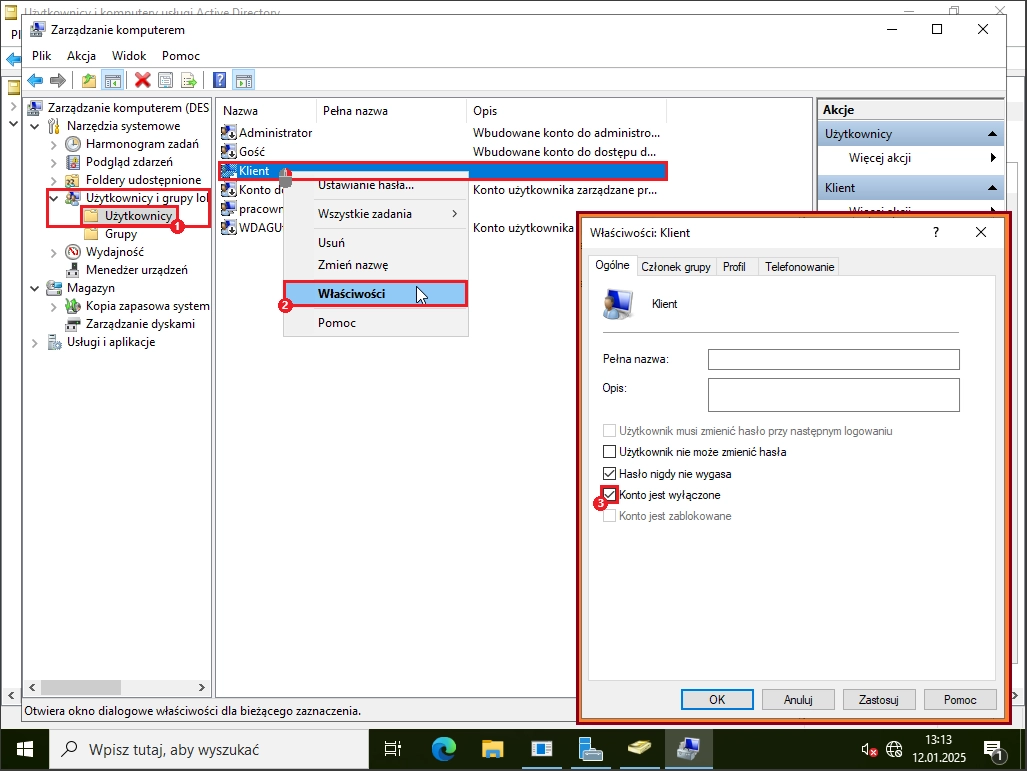 Użytkownicy i komputery usługi Active Directory
Pl
Zarządzanie komputerem
Plik Akcja Widok Pomoc
Zarządzanie komputerem (DES
Narzędzia systemowe
Harmonogram zadań
Podgląd zdarzeń
Foldery udostępnione
Użytkownicy i grupy lol
Użytkownicy
1
Grupy
Wydajność
Menedżer urządzeń
Magazyn
Kopia zapasowa system
Zarządzanie dyskami
Usługi i aplikacje
Nazwa Pełna nazwa Opis
Administrator Wbudowane konto do administro...
Gość Wbudowane konto do dostępu d...
Klient
Konto d Konto użytkownika zarządzane pr...
pracown
WDAGU Konto użytkownika
Ustawianie hasła...
Wszystkie zadania
Usuń
Zmień nazwę
Właściwości
2
Pomoc
Akcje
Użytkownicy
Więcej akcji
Klient
Więcej akcji
Właściwości: Klient
?
Ogólne Członek grupy Profil Telefonowanie
Klient
Pełna nazwa:
Opis:
Użytkownik musi zmienić hasło przy następnym logowaniu
Użytkownik nie może zmienić hasła
Hasło nigdy nie wygasa
Konto jest wyłączone
3
Konto jest zablokowane
OK Anuluj Zastosuj Pomoc
Otwiera okno dialogowe właściwości dla bieżącego zaznaczenia.
Wpisz tutaj, aby wyszukać
13:13
12.01.2025
1